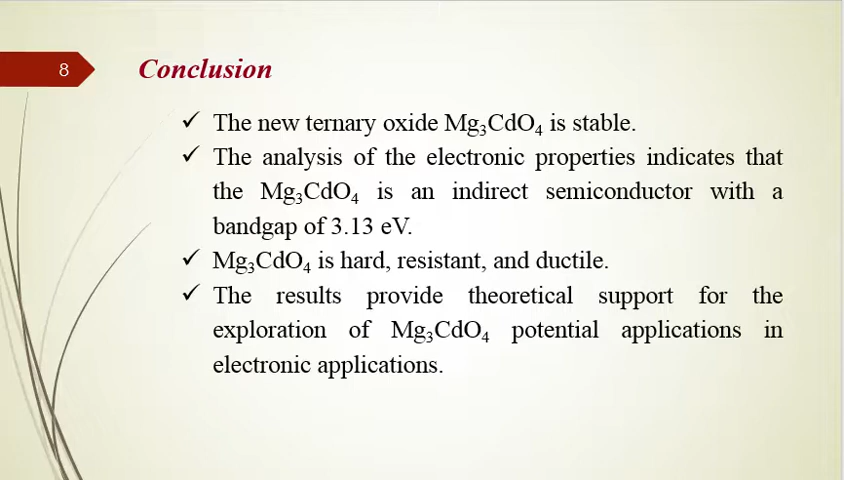 8
Conclusion
✓ The new ternary oxide Mg₃CdO₄ is stable.
✓ The analysis of the electronic properties indicates that
the Mg₃CdO₄ is an indirect semiconductor with a
bandgap of 3.13 eV.
✓ Mg₃CdO₄ is hard, resistant, and ductile.
✓ The results provide theoretical support for the
exploration of Mg₃CdO₄ potential applications in
electronic applications.